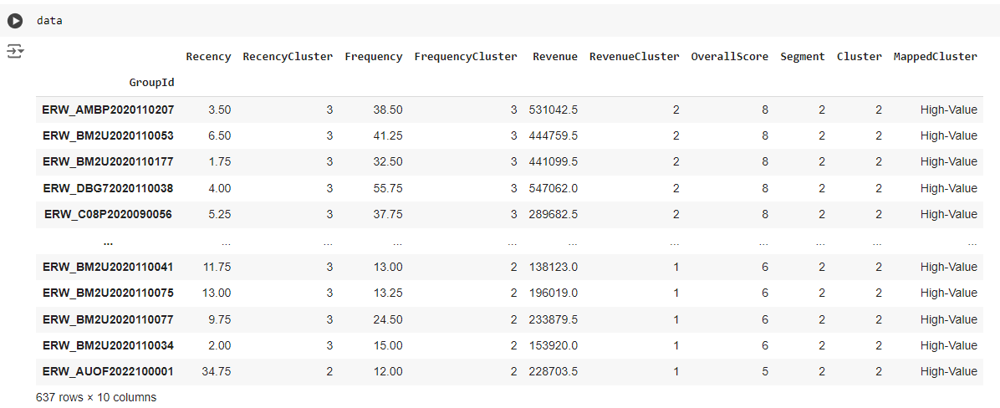 data
Recency RecencyCluster Frequency FrequencyCluster Revenue RevenueCluster OverallScore Segment Cluster MappedCluster
GroupId
ERW_AMBP2020110207 3.50 3 38.50 3 531042.5 2 8 2 2 High-Value
ERW_BM2U2020110053 6.50 3 41.25 3 444759.5 2 8 2 2 High-Value
ERW_BM2U2020110177 1.75 3 32.50 3 441099.5 2 8 2 2 High-Value
ERW_DBG72020110038 4.00 3 55.75 3 547062.0 2 8 2 2 High-Value
ERW_C08P2020090056 5.25 3 37.75 3 289682.5 2 8 2 2 High-Value
... ... ... ... ... ... ... ... ... ... ...
ERW_BM2U2020110041 11.75 3 13.00 2 138123.0 1 6 2 2 High-Value
ERW_BM2U2020110075 13.00 3 13.25 2 196019.0 1 6 2 2 High-Value
ERW_BM2U2020110077 9.75 3 24.50 2 233879.5 1 6 2 2 High-Value
ERW_BM2U2020110034 2.00 3 15.00 2 153920.0 1 6 2 2 High-Value
ERW_AUOF2022100001 34.75 2 12.00 2 228703.5 1 5 2 2 High-Value
637 rows × 10 columns